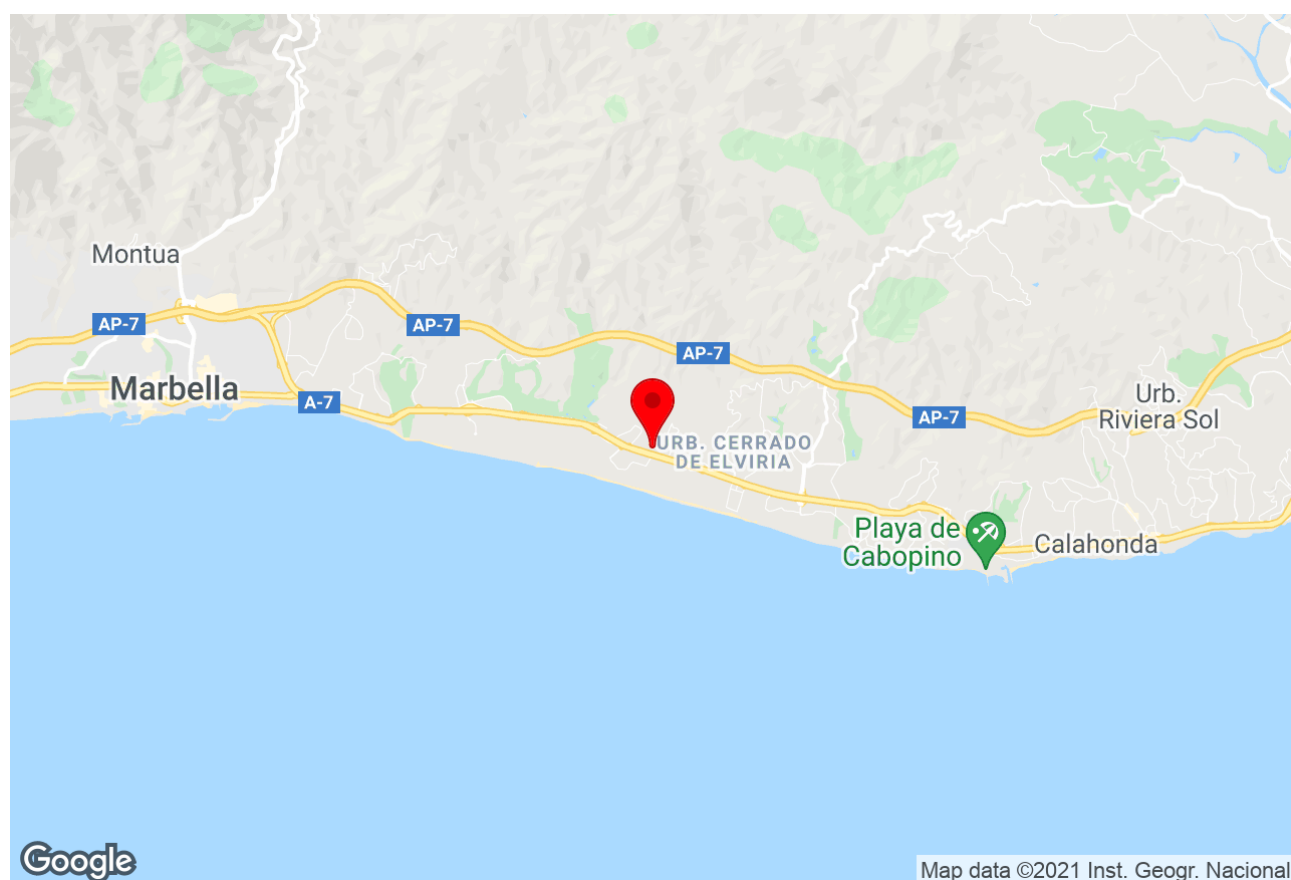 Montua
AP-7
AP-7
AP-7
Marbella
A-7
AP-7
Urb.
Riviera Sol
URB. CERRADO
DE ELVIRIA
Playa de
Cabopino
Calahonda
Google
Map data ©2021 Inst. Geogr. Nacional